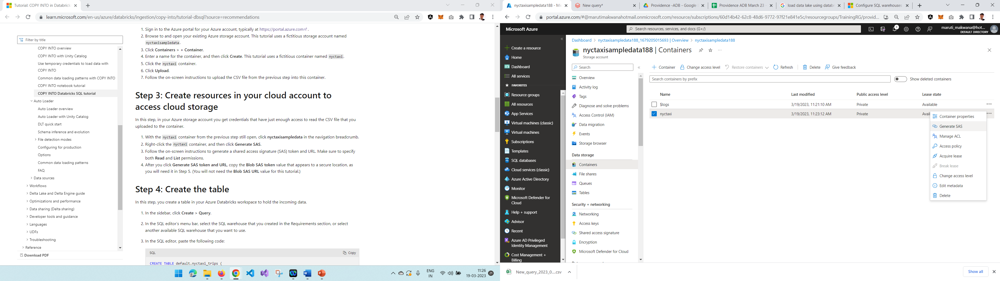 Tutorial: COPY INTO in Databricks
learn.microsoft.com/en-us/azure/databricks/ingestion/copy-into/tutorial-dbsql?source=recommendations
Filter by title
COPY INTO overview
COPY INTO with Unity Catalog
Use temporary credentials to load data with
COPY INTO
Common data loading patterns with COPY INTO
COPY INTO notebook tutorial
COPY INTO Databricks SQL tutorial
Auto Loader
Auto Loader overview
Auto Loader with Unity Catalog
DLT quick start
Schema inference and evolution
File detection modes
Configuring for production
Options
Common data loading patterns
FAQ
Data sources
Workflows
Delta Lake and Delta Engine guide
Optimizations and performance
Data sharing (Delta sharing)
Developer tools and guidance
Languages
UDFs
Troubleshooting
Reference
Download PDF
1. Sign in to the Azure portal for your Azure account, typically at https://portal.azure.com .
2. Browse to and open your existing Azure storage account. This tutorial uses a fictitious storage account named
nyctaxisampledata.
3. Click Containers > + Container.
4. Enter a name for the container, and then click Create. This tutorial uses a fictitious container named nyctaxi.
5. Click the nyctaxi container.
6. Click Upload.
7. Follow the on-screen instructions to upload the CSV file from the previous step into this container.
Step 3: Create resources in your cloud account to
access cloud storage
In this step, in your Azure storage account you get credentials that have just enough access to read the CSV file that you
uploaded to the container.
1. With the nyctaxi container from the previous step still open, click nyctaxisampledata in the navigation breadcrumb.
2. Right-click the nyctaxi container, and then click Generate SAS.
3. Follow the on-screen instructions to generate a shared access signature (SAS) token and URL. Make sure to specify
both Read and List permissions.
4. After you click Generate SAS token and URL, copy the Blob SAS token value that appears to a secure location, as
you will need it in Step 5. (You will not need the Blob SAS URL value for this tutorial.)
Step 4: Create the table
In this step, you create a table in your Azure Databricks workspace to hold the incoming data.
1. In the sidebar, click Create > Query.
2. In the SQL editor's menu bar, select the SQL warehouse that you created in the Requirements section, or select
another available SQL warehouse that you want to use.
3. In the SQL editor, paste the following code:
SQL
Copy
CREATE TABLE default.nyctaxi_trips (
ENG
IN
11:26
19-03-2023
21
nyctaxisampledata188 - Mic
New query*
Providence -ADB - Google
Providence ADB March 23 -
load data lake using databr
Configure SQL warehouses
portal.azure.com/#@marutimakwanahotmail.onmicrosoft.com/resource/subscriptions/60d14b42-62c8-48d6-9772-97f21e841e5c/resourcegroups/TrainingRG/provid...
Microsoft Azure
Search resources, services, and docs (G+/)
4
maruti_makwana@hot...
DEFAULT DIRECTORY
Create a resource
Home
Dashboard
All services
FAVORITES
Resource groups
All resources
App Services
Virtual machines (classic)
Virtual machines
Subscriptions
Templates
SQL databases
Cloud services (classic)
Azure Active Directory
Monitor
Microsoft Defender for
Cloud
Help + support
Advisor
Recent
Azure AD Privileged
Identity Management
Cost Management +
Billing
Dashboard > nyctaxisampledata188_1679205015693 | Overview > nyctaxisampledata188
nyctaxisampledata188 | Containers
Storage account
Search
Overview
Activity log
Tags
Diagnose and solve problems
Access Control (IAM)
Data migration
Events
Storage browser
Data storage
Containers
File shares
Queues
Tables
Security + networking
Networking
Access keys
Shared access signature
Encryption
Microsoft Defender for Cloud
Container
Change access level
Restore containers
Refresh
Delete
Give feedback
Search containers by prefix
Show deleted containers
Name Last modified Public access level Lease state
$logs 3/19/2023, 11:21:10 AM Private Available
nyctaxi 3/19/2023, 11:23:12 AM Private
Container properties
Generate SAS
Manage ACL
Access policy
Acquire lease
Break lease
Change access level
Edit metadata
Delete
New_query_2023_0....csv
Show all